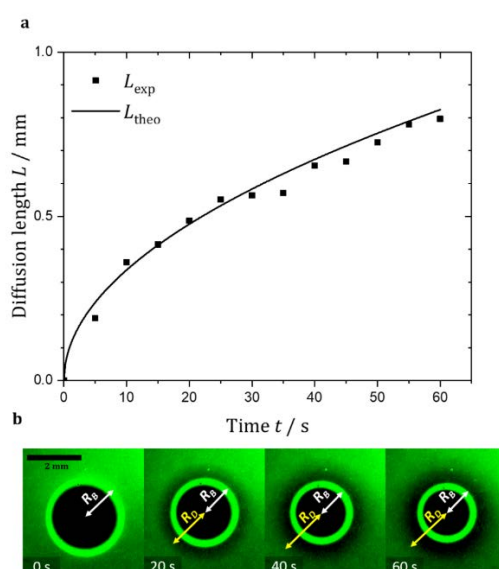 a
1.0
0.5
0.0
L_exp
L_theo
Diffusion length L / mm
0 10 20 30 40 50 60
Time t / s
b
2 mm
R_B
0 s
R_B
R_D
20 s
R_B
R_D
40 s
R_B
R_D
60 s